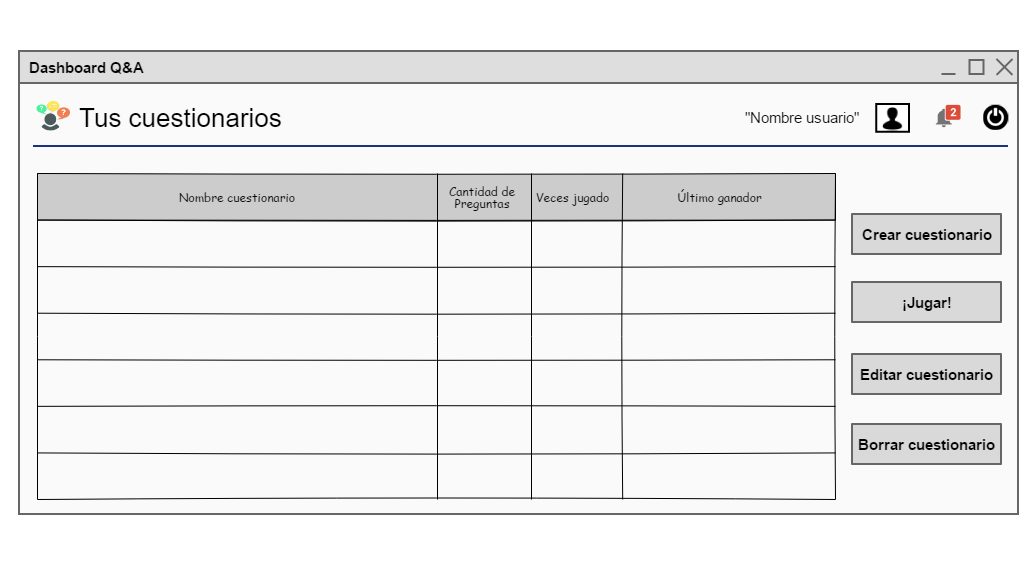 Dashboard Q&A
Tus cuestionarios
"Nombre usuario"
2
? ? ?
Nombre cuestionario
Cantidad de
Preguntas
Veces jugado
Último ganador
Crear cuestionario
¡Jugar!
Editar cuestionario
Borrar cuestionario